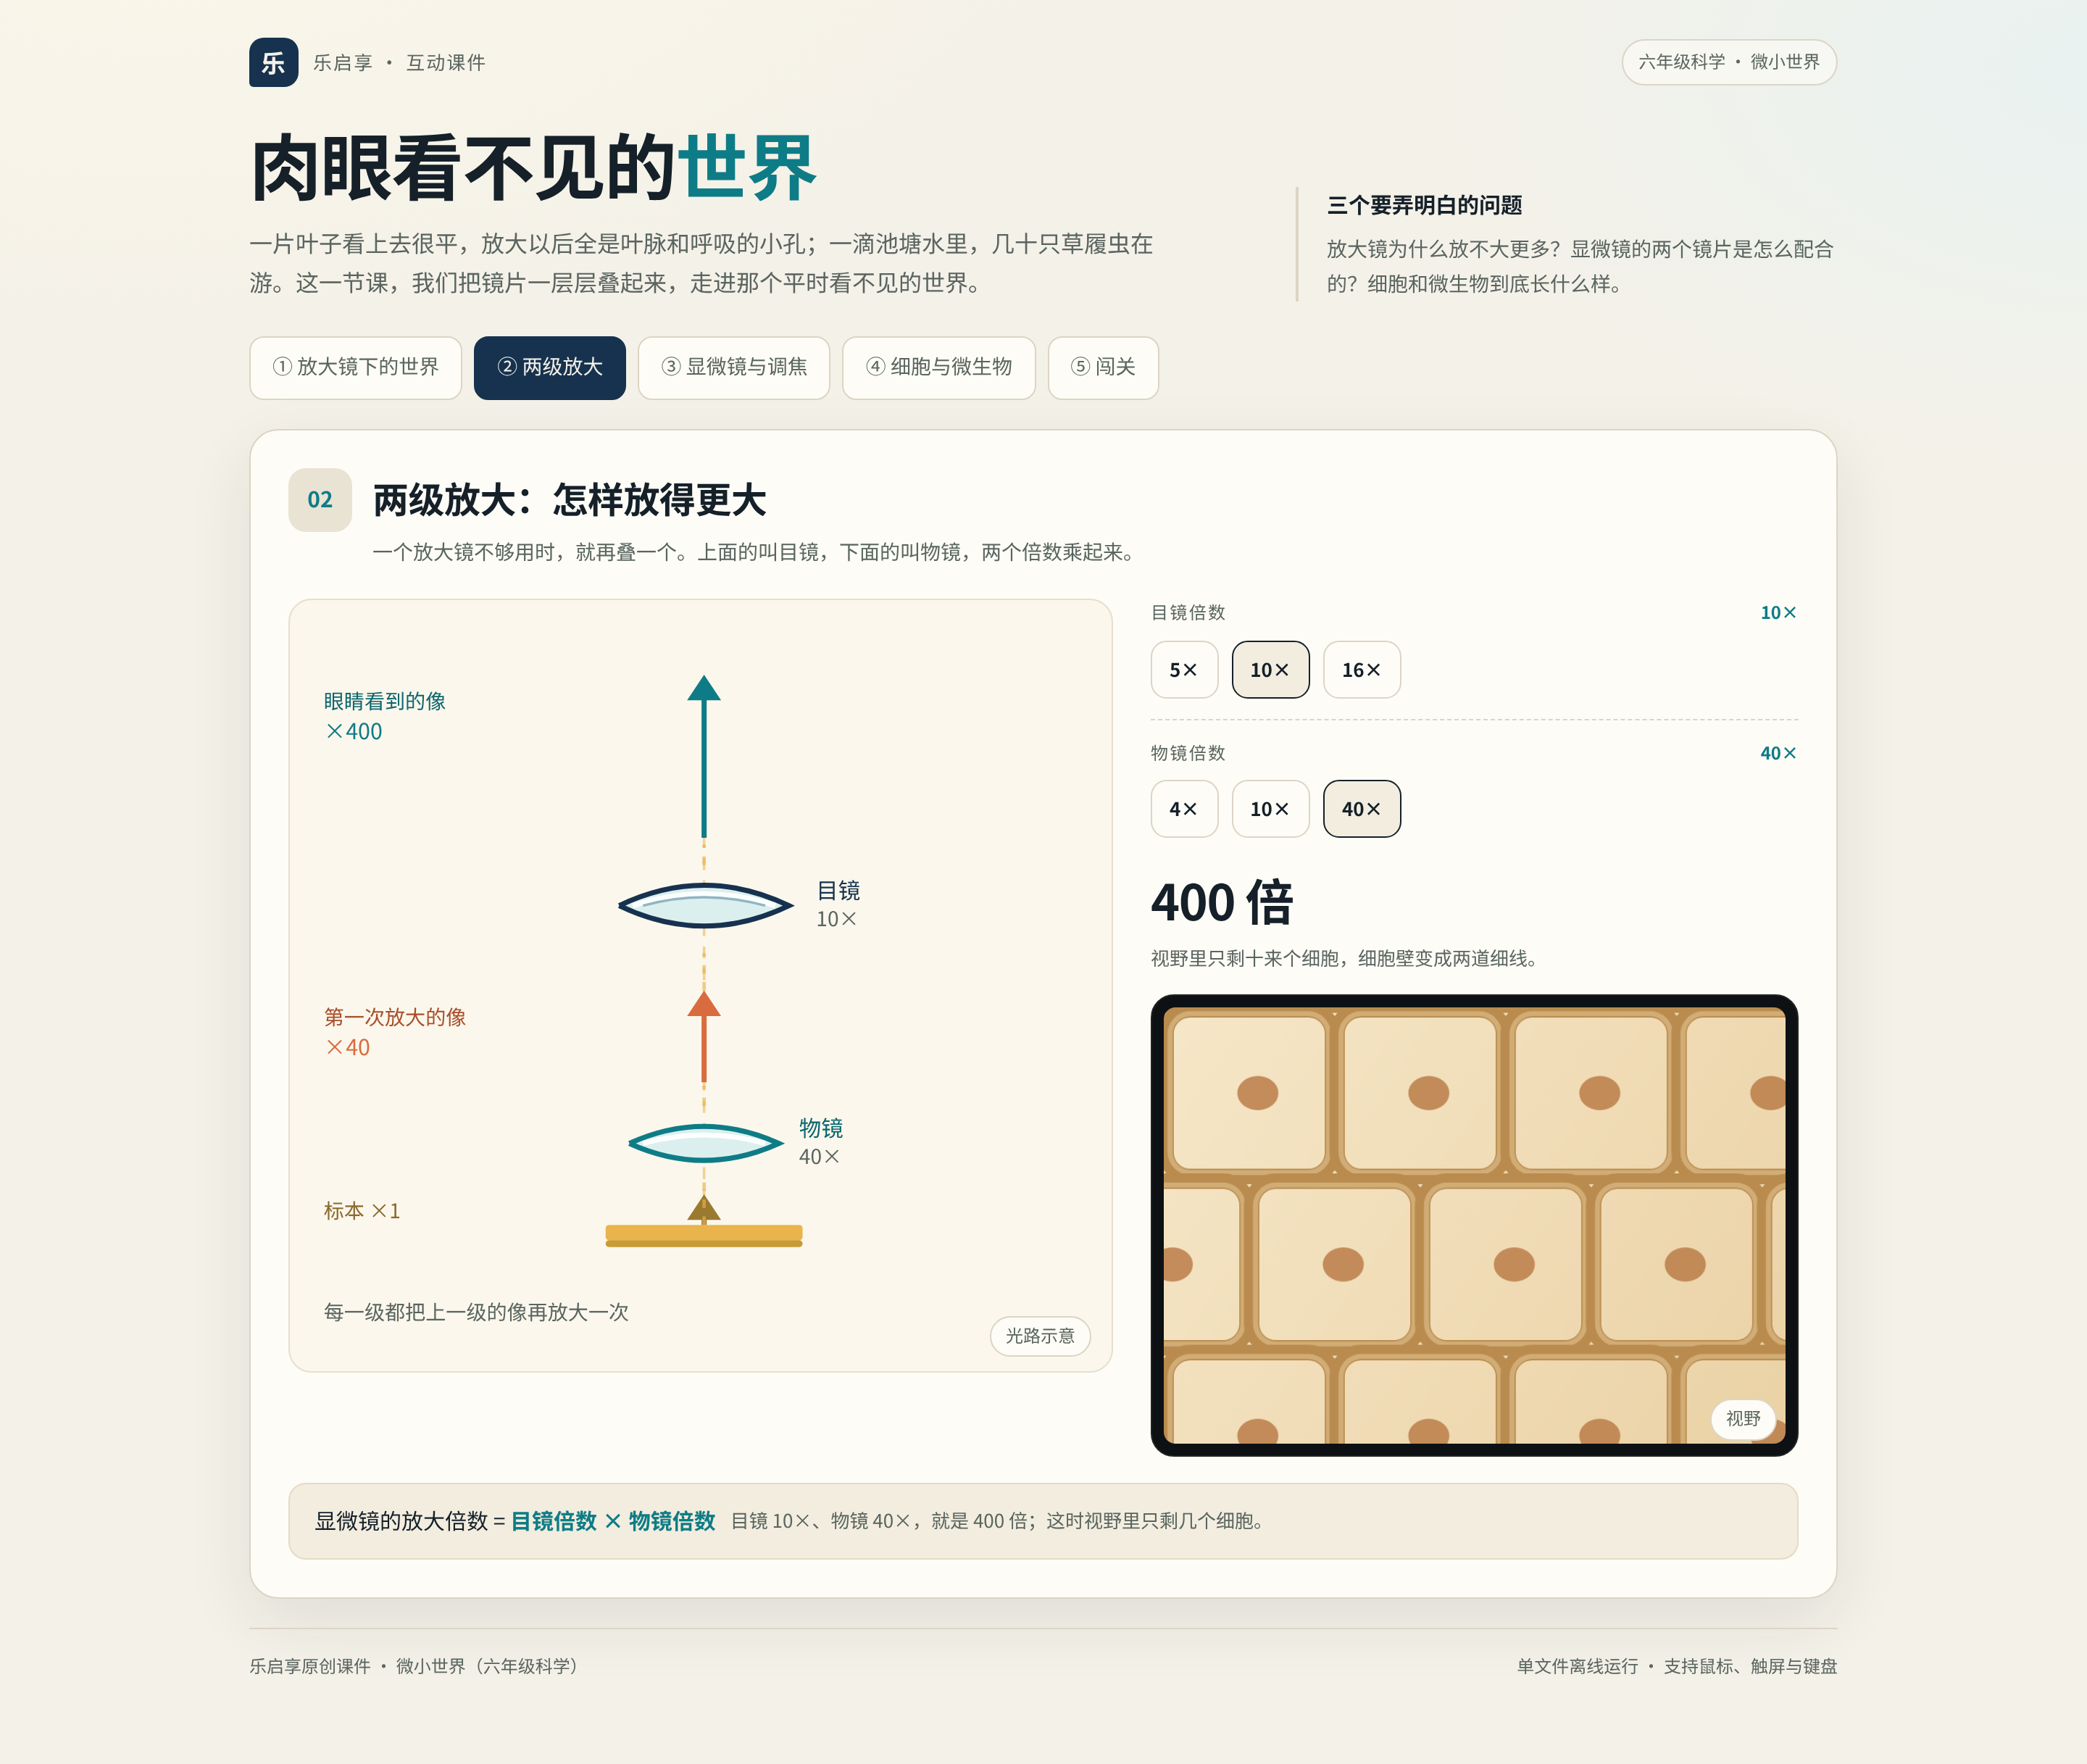 乐 乐启享 · 互动课件
六年级科学 · 微小世界
肉眼看不见的世界
一片叶子看上去很平，放大以后全是叶脉和呼吸的小孔；一滴池塘水里，几十只草履虫在
游。这一节课，我们把镜片一层层叠起来，走进那个平时看不见的世界。
三个要弄明白的问题
放大镜为什么放不大更多？显微镜的两个镜片是怎么配合
的？细胞和微生物到底长什么样。
① 放大镜下的世界
② 两级放大
③ 显微镜与调焦
④ 细胞与微生物
⑤ 闯关
02 两级放大：怎样放得更大
一个放大镜不够用时，就再叠一个。上面的叫目镜，下面的叫物镜，两个倍数乘起来。
眼睛看到的像
×400
目镜
10×
第一次放大的像
×40
物镜
40×
标本 ×1
每一级都把上一级的像再放大一次
光路示意
目镜倍数 10×
5× 10× 16×
物镜倍数 40×
4× 10× 40×
400 倍
视野里只剩十来个细胞，细胞壁变成两道细线。
视野
显微镜的放大倍数 = 目镜倍数 × 物镜倍数 目镜 10×、物镜 40×，就是 400 倍；这时视野里只剩几个细胞。
乐启享原创课件 · 微小世界（六年级科学）
单文件离线运行 · 支持鼠标、触屏与键盘